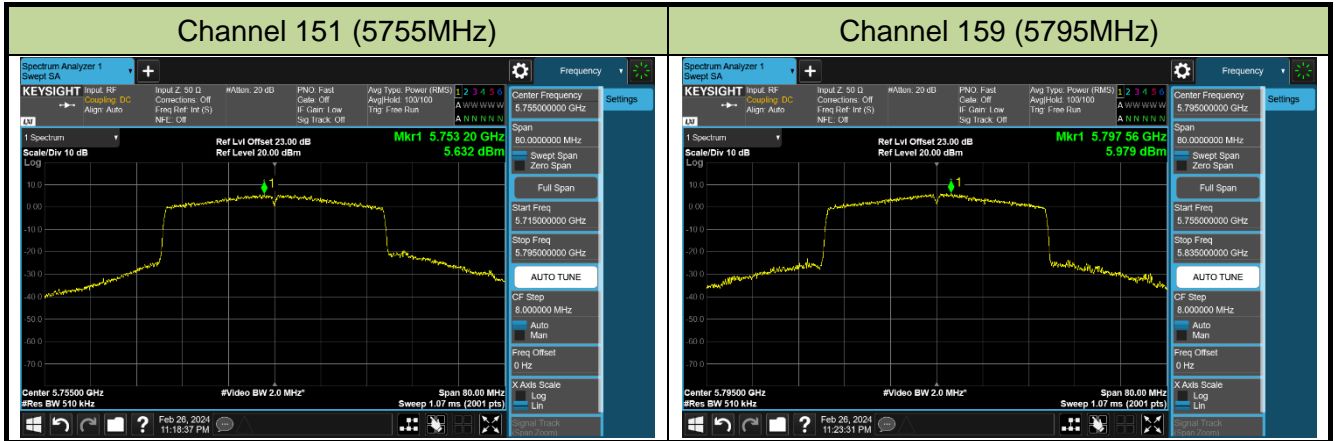 Channel 151 (5755MHz)
Spectrum Analyzer 1
Swept SA
+
Frequency
KEYSIGHT
Input: RF
Coupling: DC
Align: Auto
Input Z: 50 Ω
Corrections: Off
Freq Ref: Int (S)
NFE: Off
#Atten: 20 dB
PNO: Fast
Gate: Off
IF Gain: Low
Sig Track: Off
Avg Type: Power (RMS)
Avg|Hold: 100/100
Trig: Free Run
1 2 3 4 5 6
A W W W W W
A N N N N N
LXI
1 Spectrum
Scale/Div 10 dB
Log
Ref Lvl Offset 23.00 dB
Ref Level 20.00 dBm
Mkr1 5.753 20 GHz
5.632 dBm
1
10.0
0.00
-10.0
-20.0
-30.0
-40.0
-50.0
-60.0
-70.0
Center 5.75500 GHz
#Res BW 510 kHz
#Video BW 2.0 MHz*
Span 80.00 MHz
Sweep 1.07 ms (2001 pts)
Center Frequency
5.755000000 GHz
Settings
Span
80.0000000 MHz
Swept Span
Zero Span
Full Span
Start Freq
5.715000000 GHz
Stop Freq
5.795000000 GHz
AUTO TUNE
CF Step
8.000000 MHz
Auto
Man
Freq Offset
0 Hz
X Axis Scale
Log
Lin
Signal Track
(Span Zoom)
?
Feb 26, 2024
11:18:37 PM
Channel 159 (5795MHz)
Spectrum Analyzer 1
Swept SA
+
Frequency
KEYSIGHT
Input: RF
Coupling: DC
Align: Auto
Input Z: 50 Ω
Corrections: Off
Freq Ref: Int (S)
NFE: Off
#Atten: 20 dB
PNO: Fast
Gate: Off
IF Gain: Low
Sig Track: Off
Avg Type: Power (RMS)
Avg|Hold: 100/100
Trig: Free Run
1 2 3 4 5 6
A W W W W W
A N N N N N
LXI
1 Spectrum
Scale/Div 10 dB
Log
Ref Lvl Offset 23.00 dB
Ref Level 20.00 dBm
Mkr1 5.797 56 GHz
5.979 dBm
1
10.0
0.00
-10.0
-20.0
-30.0
-40.0
-50.0
-60.0
-70.0
Center 5.79500 GHz
#Res BW 510 kHz
#Video BW 2.0 MHz*
Span 80.00 MHz
Sweep 1.07 ms (2001 pts)
Center Frequency
5.795000000 GHz
Settings
Span
80.0000000 MHz
Swept Span
Zero Span
Full Span
Start Freq
5.755000000 GHz
Stop Freq
5.835000000 GHz
AUTO TUNE
CF Step
8.000000 MHz
Auto
Man
Freq Offset
0 Hz
X Axis Scale
Log
Lin
Signal Track
(Span Zoom)
?
Feb 26, 2024
11:23:31 PM